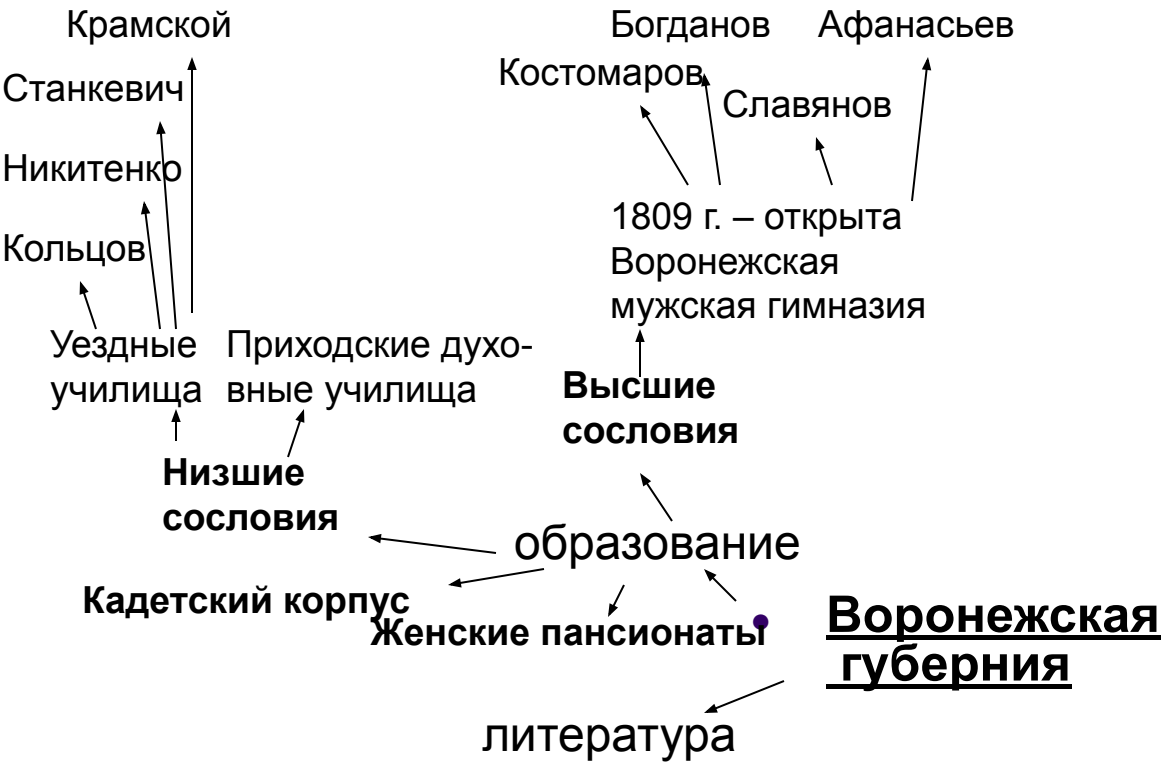 Крамской
Богданов
Афанасьев
Костомаров
Станкевич
Славянов
Никитенко
1809 г. – открыта
Воронежская
мужская гимназия
Кольцов
Уездные
училища
Приходские духо-
вные училища
Высшие
сословия
Низшие
сословия
образование
Кадетский корпус
Женские пансионаты
Воронежская
губерния
литература